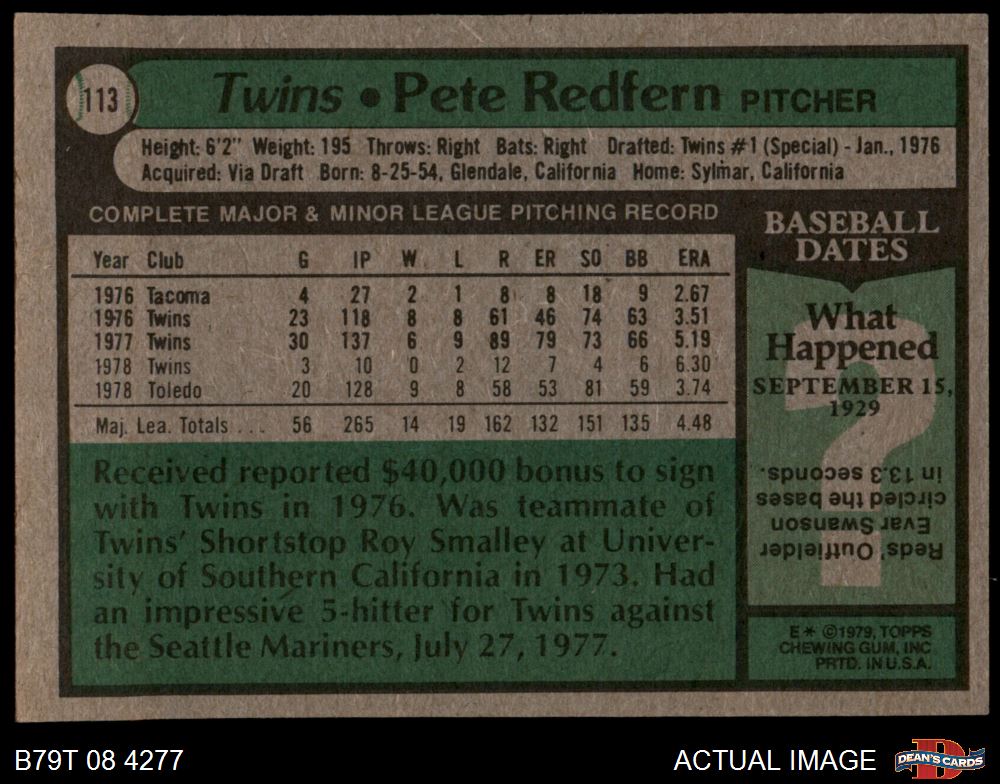 113
Twins • Pete Redfern PITCHER
Height: 6'2" Weight: 195 Throws: Right Bats: Right Drafted: Twins #1 (Special) - Jan., 1976
Acquired: Via Draft Born: 8-25-54, Glendale, California Home: Sylmar, California
COMPLETE MAJOR & MINOR LEAGUE PITCHING RECORD
Year Club G IP W L R ER SO BB ERA
1976 Tacoma 4 27 2 1 8 8 18 9 2.67
1976 Twins 23 118 8 8 61 46 74 63 3.51
1977 Twins 30 137 6 9 89 79 73 66 5.19
1978 Twins 3 10 0 2 12 7 4 6 6.30
1978 Toledo 20 128 9 8 58 53 81 59 3.74
Maj. Lea. Totals . . . 56 265 14 19 162 132 151 135 4.48
Received reported $40,000 bonus to sign
with Twins in 1976. Was teammate of
Twins' Shortstop Roy Smalley at Univer-
sity of Southern California in 1973. Had
an impressive 5-hitter for Twins against
the Seattle Mariners, July 27, 1977.
BASEBALL
DATES
What
Happened
SEPTEMBER 15,
1929
?
Reds' Outfielder
Evar Swanson
circled the bases
in 13.3 seconds.
E* ©1979, TOPPS
CHEWING GUM, INC.
PRTD. IN U.S.A.
B79T 08 4277
ACTUAL IMAGE
D
DEAN'S CARDS